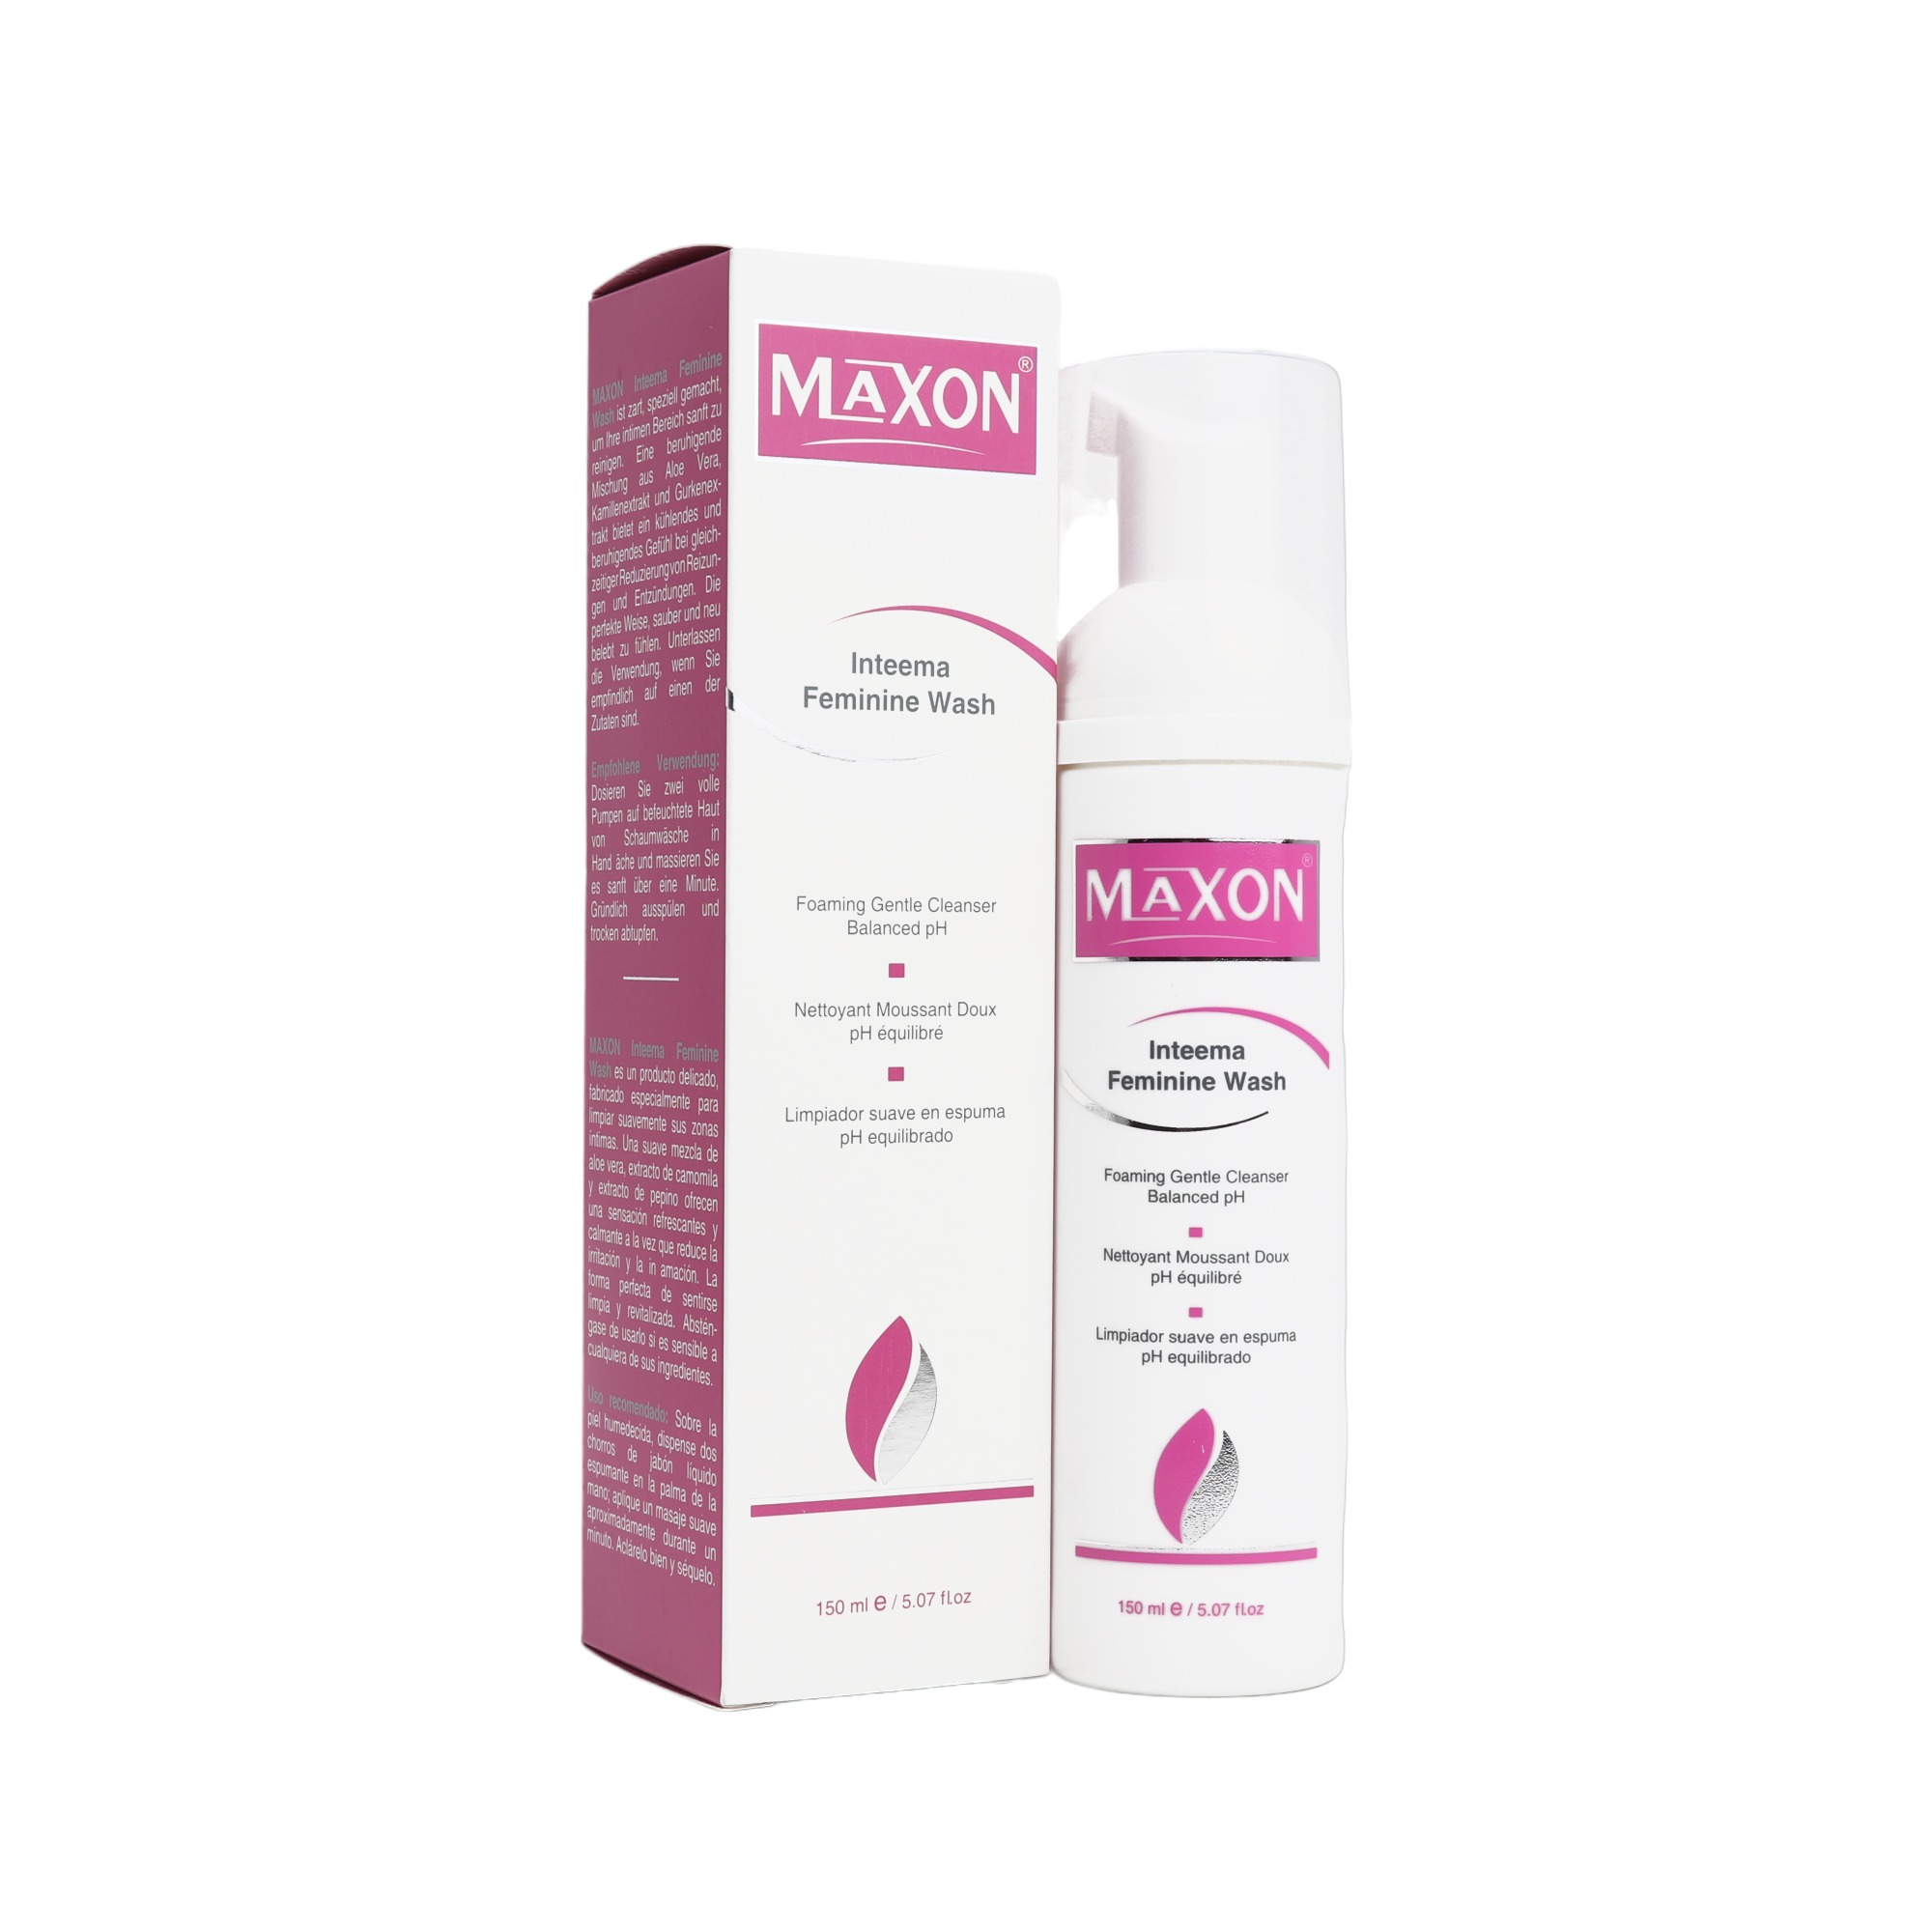 MAXON Inteema Feminine
Wash ist zart, speziell gemacht,
um Ihre intimen Bereich sanft zu
reinigen. Eine beruhigende
Mischung aus Aloe Vera,
Kamillenextrakt und Gurkenex-
trakt bietet ein kühlendes und
beruhigendes Gefühl bei gleich-
zeitiger Reduzierung von Reizun-
gen und Entzündungen. Die
perfekte Weise, sauber und neu
belebt zu fühlen. Unterlassen
die Verwendung, wenn Sie
empfindlich auf einen der
Zutaten sind.
Empfohlene Verwendung:
Dosieren Sie zwei volle
Pumpen auf befeuchtete Haut
von Schaumwäsche in
Hand äche und massieren Sie
es sanft über eine Minute.
Gründlich ausspülen und
trocken abtupfen.
MAXON Inteema Feminine
Wash es un producto delicado,
fabricado especialmente para
limpiar suavemente sus zonas
íntimas. Una suave mezcla de
aloe vera, extracto de camomila
y extracto de pepino ofrecen
una sensación refrescantes y
calmante a la vez que reduce la
irritación y la in amación. La
forma perfecta de sentirse
limpia y revitalizada. Abstén-
gase de usarlo si es sensible a
cualquiera de sus ingredientes.
Uso recomendado: Sobre la
piel humedecida, dispense dos
chorros de jabón líquido
espumante en la palma de la
mano; aplique un masaje suave
aproximadamente durante un
minuto. Aclárelo bien y séquelo.
MAXON®
Inteema
Feminine Wash
Foaming Gentle Cleanser
Balanced pH
Nettoyant Moussant Doux
pH équilibré
Limpiador suave en espuma
pH equilibrado
150 ml e / 5.07 fl.oz
MAXON®
Inteema
Feminine Wash
Foaming Gentle Cleanser
Balanced pH
Nettoyant Moussant Doux
pH équilibré
Limpiador suave en espuma
pH equilibrado
150 ml e / 5.07 fl.oz